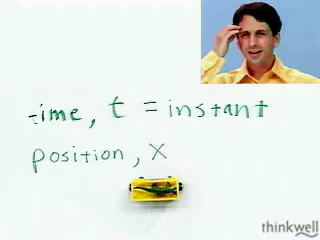 time, t = instant
position, x
thinkwell